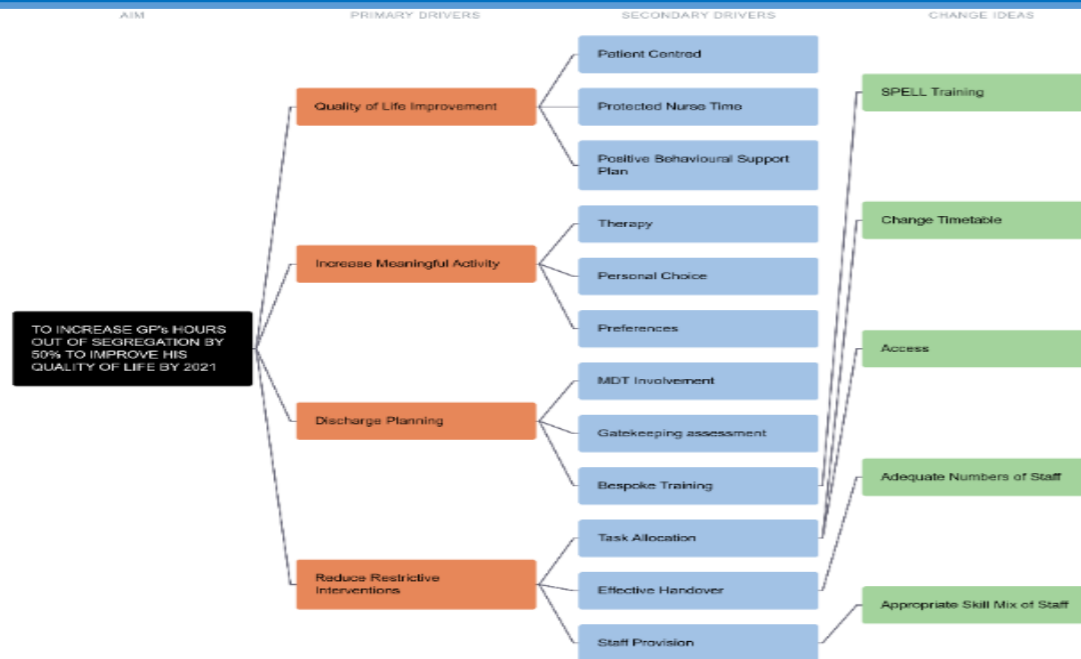 AIM
PRIMARY DRIVERS
SECONDARY DRIVERS
CHANGE IDEAS
TO INCREASE GP's HOURS
OUT OF SEGREGATION BY
50% TO IMPROVE HIS
QUALITY OF LIFE BY 2021
Quality of Life Improvement
Increase Meaningful Activity
Discharge Planning
Reduce Restrictive
Interventions
Patient Centred
Protected Nurse Time
Positive Behavioural Support
Plan
Therapy
Personal Choice
Preferences
MDT Involvement
Gatekeeping assessment
Bespoke Training
Task Allocation
Effective Handover
Staff Provision
SPELL Training
Change Timetable
Access
Adequate Numbers of Staff
Appropriate Skill Mix of Staff